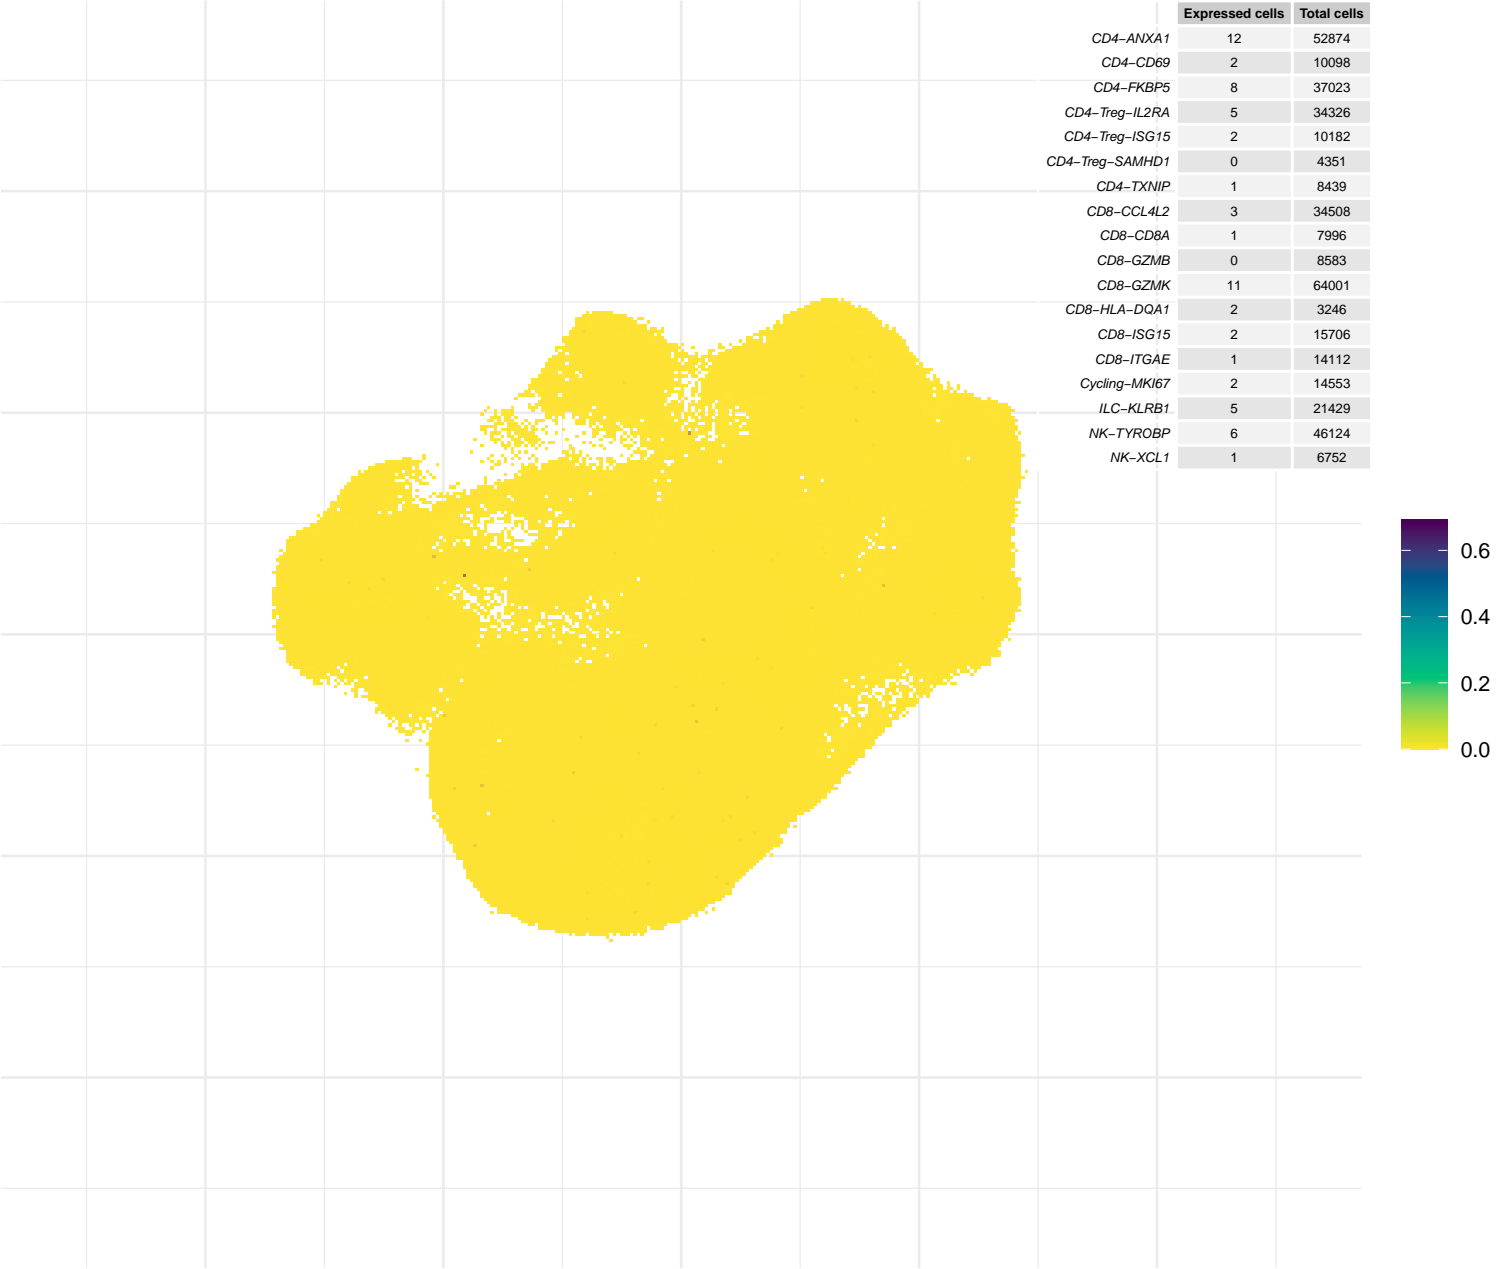 Expressed cells Total cells
CD4−ANXA1 12 52874
CD4−CD69 2 10098
CD4−FKBP5 8 37023
CD4−Treg−IL2RA 5 34326
CD4−Treg−ISG15 2 10182
CD4−Treg−SAMHD1 0 4351
CD4−TXNIP 1 8439
CD8−CCL4L2 3 34508
CD8−CD8A 1 7996
CD8−GZMB 0 8583
CD8−GZMK 11 64001
CD8−HLA−DQA1 2 3246
CD8−ISG15 2 15706
CD8−ITGAE 1 14112
Cycling−MKI67 2 14553
ILC−KLRB1 5 21429
NK−TYROBP 6 46124
NK−XCL1 1 6752
0.6
0.4
0.2
0.0